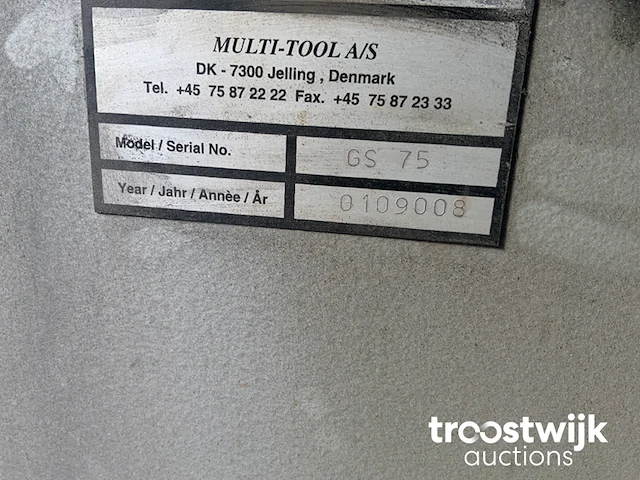 MULTI-TOOL A/S
DK - 7300 Jelling , Denmark
Tel. +45 75 87 22 22 Fax. +45 75 87 23 33
Model / Serial No. GS 75
Year / Jahr / Annèe / År 0109008
troostwijk
auctions